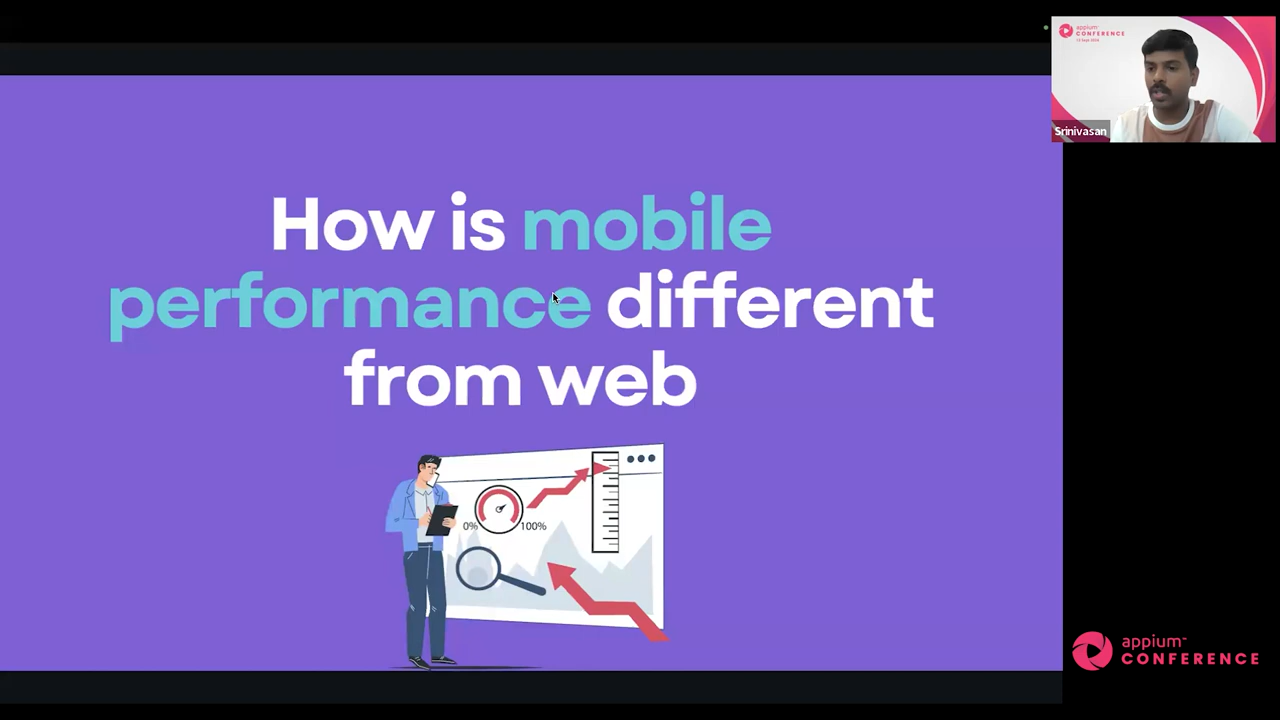 How is mobile
performance different
from web
0%
100%
appium
CONFERENCE
Srinivasan
appium
CONFERENCE